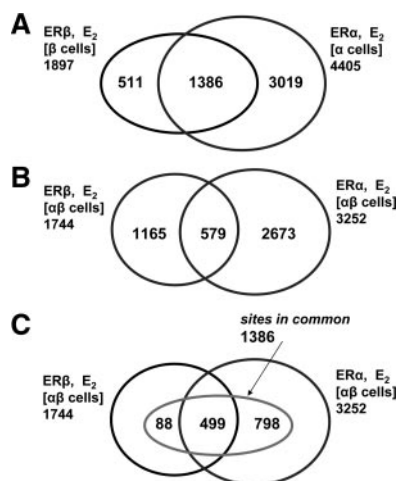 A
ERβ, E₂
[β cells]
1897
511
1386
3019
ERα, E₂
[α cells]
4405
B
ERβ, E₂
[αβ cells]
1744
1165
579
2673
ERα, E₂
[αβ cells]
3252
C
sites in common
1386
ERβ, E₂
[αβ cells]
1744
88
499
798
ERα, E₂
[αβ cells]
3252